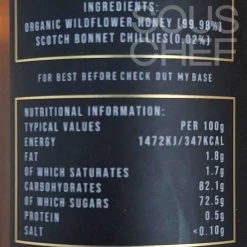 SOUS
CHEF
INGREDIENTS:
ORGANIC WILDFLOWER HONEY (99.98%)
SCOTCH BONNET CHILLIES(0.02%)
FOR BEST BEFORE CHECK OUT MY BASE
NUTRITIONAL INFORMATION:
TYPICAL VALUES PER 100g
ENERGY 1472KJ/347KCAL
FAT 1.8g
OF WHICH SATURATES 1.7g
CARBOHYDRATES 82.1g
OF WHICH SUGARS 72.5g
PROTEIN 0.5g
SALT <0.10g